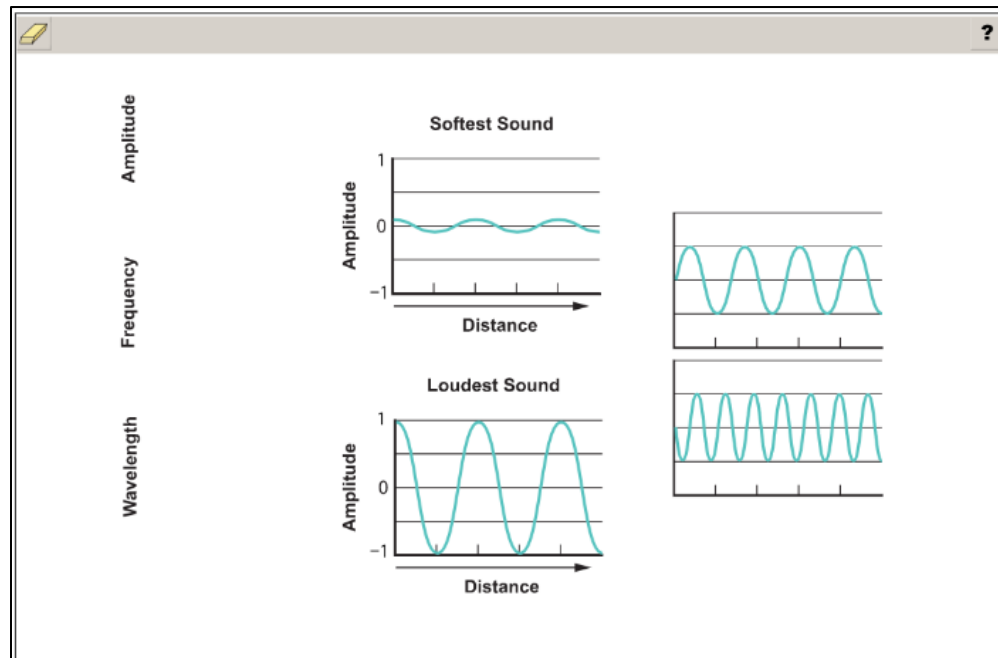 ?
Amplitude
Frequency
Wavelength
Softest Sound
1
Amplitude
0
−1
Distance
Loudest Sound
1
Amplitude
0
−1
Distance